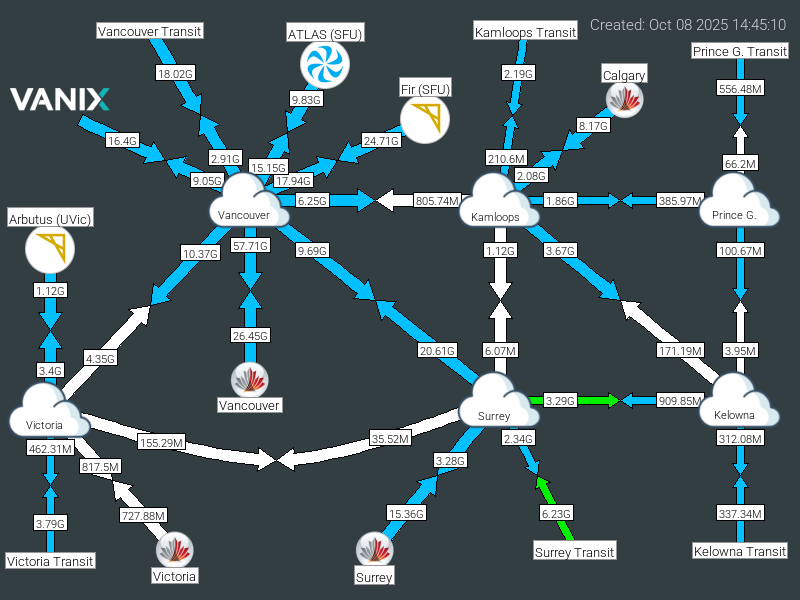 Created: Oct 08 2025 14:45:10
Vancouver Transit
ATLAS (SFU)
Kamloops Transit
Prince G. Transit
18.02G
2.19G
Calgary
556.48M
VANIX
9.83G
Fir (SFU)
8.17G
16.4G
24.71G
2.91G
210.6M
66.2M
15.15G
2.08G
9.05G
17.94G
6.25G
805.74M
1.86G
385.97M
Vancouver
Kamloops
Prince G.
Arbutus (UVic)
10.37G
57.71G
9.69G
1.12G
3.67G
100.67M
1.12G
26.45G
4.35G
20.61G
6.07M
171.19M
3.95M
3.4G
Vancouver
3.29G
909.85M
Victoria
Surrey
Kelowna
155.29M
35.52M
462.31M
2.34G
312.08M
817.5M
3.28G
3.79G
727.88M
15.36G
6.23G
337.34M
Victoria Transit
Victoria
Surrey
Surrey Transit
Kelowna Transit